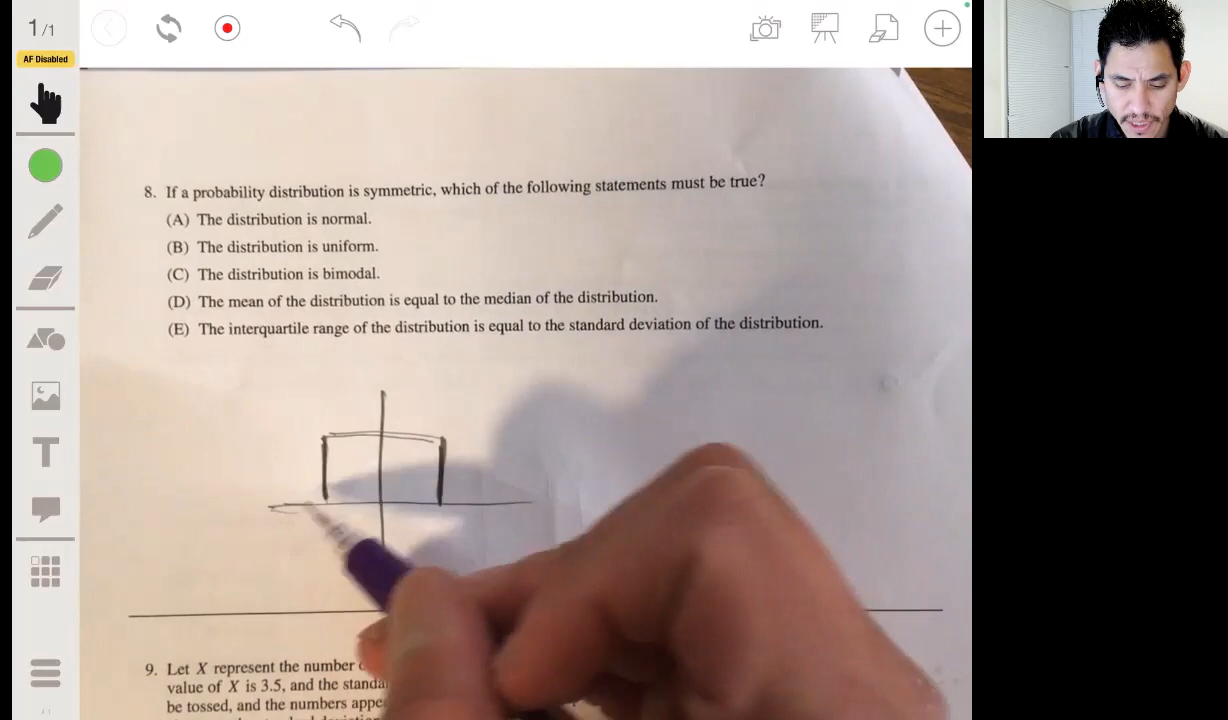 1/1
AF Disabled
8. If a probability distribution is symmetric, which of the following statements must be true?
(A) The distribution is normal.
(B) The distribution is uniform.
(C) The distribution is bimodal.
(D) The mean of the distribution is equal to the median of the distribution.
(E) The interquartile range of the distribution is equal to the standard deviation of the distribution.
T
9. Let X represent the number
value of X is 3.5, and the
be tossed, and the numbers